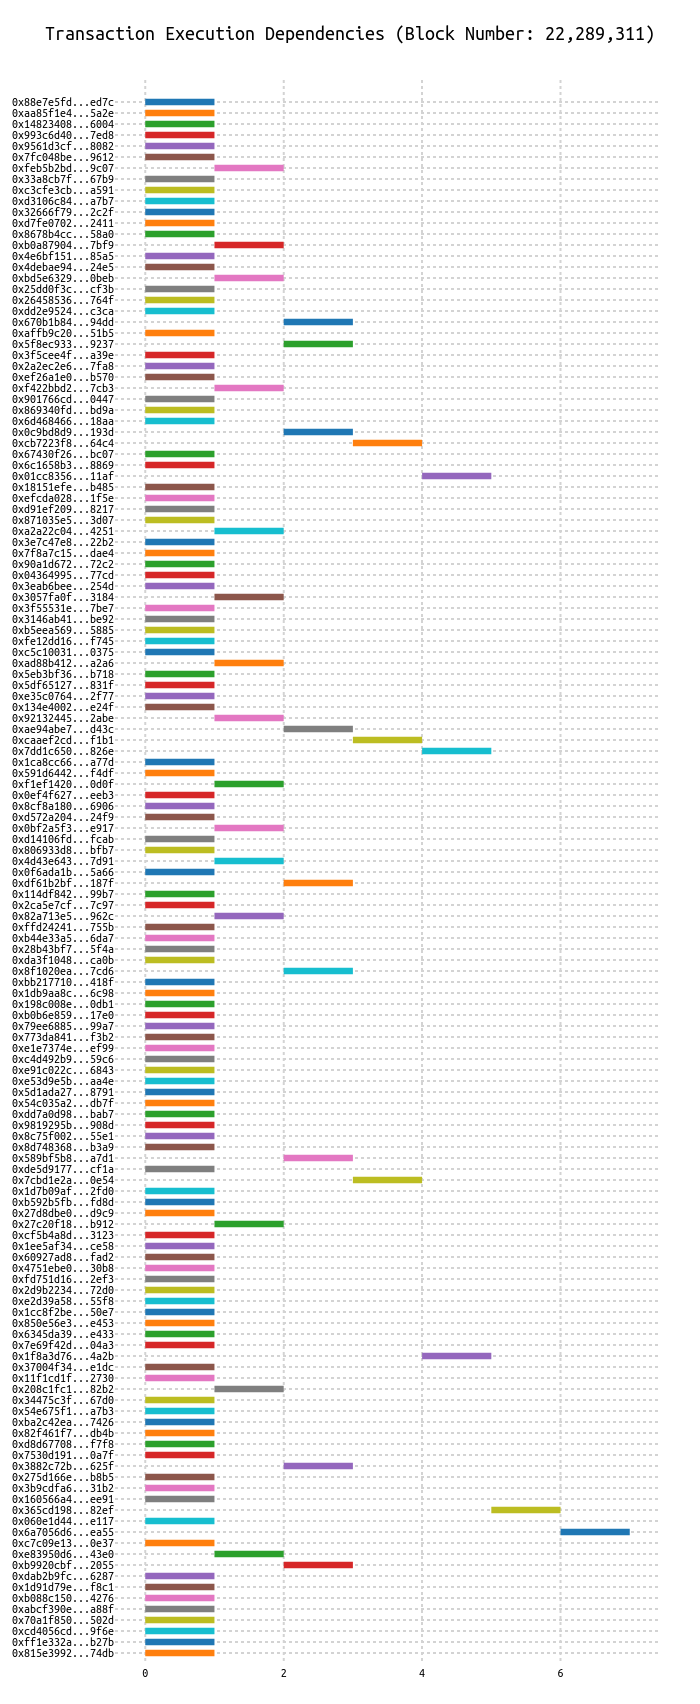 Transaction Execution Dependencies (Block Number: 22,289,311)
0x88e7e5fd...ed7c
0xaa85f1e4...5a2e
0x14823408...6004
0x993c6d40...7ed8
0x9561d3cf...8082
0x7fc048be...9612
0xfeb5b2bd...9c07
0x33a8cb7f...67b9
0xc3cfe3cb...a591
0xd3106c84...a7b7
0x32666f79...2c2f
0xd7fe0702...2411
0x8678b4cc...58a0
0xb0a87904...7bf9
0x4e6bf151...85a5
0x4debae94...24e5
0xbd5e6329...0beb
0x25dd0f3c...cf3b
0x26458536...764f
0xdd2e9524...c3ca
0x670b1b84...94dd
0xaffb9c20...51b5
0x5f8ec933...9237
0x3f5cee4f...a39e
0x2a2ec2e6...7fa8
0xef26a1e0...b570
0xf422bbd2...7cb3
0x901766cd...0447
0x869340fd...bd9a
0x6d468466...18aa
0x0c9bd8d9...193d
0xcb7223f8...64c4
0x67430f26...bc07
0x6c1658b3...8869
0x01cc8356...11af
0x18151efe...b485
0xefcda028...1f5e
0xd91ef209...8217
0x871035e5...3d07
0xa2a22c04...4251
0x3e7c47e8...22b2
0x7f8a7c15...dae4
0x90a1d672...72c2
0x04364995...77cd
0x3eab6bee...254d
0x3057fa0f...3184
0x3f55531e...7be7
0x3146ab41...be92
0xb5eea569...5885
0xfe12dd16...f745
0xc5c10031...0375
0xad88b412...a2a6
0x5eb3bf36...b718
0x5df65127...831f
0xe35c0764...2f77
0x134e4002...e24f
0x92132445...2abe
0xae94abe7...d43c
0xcaaef2cd...f1b1
0x7dd1c650...826e
0x1ca8cc66...a77d
0x591d6442...f4df
0xf1ef1420...0d0f
0x0ef4f627...eeb3
0x8cf8a180...6906
0xd572a204...24f9
0x0bf2a5f3...e917
0xd14106fd...fcab
0x806933d8...bfb7
0x4d43e643...7d91
0x0f6ada1b...5a66
0xdf61b2bf...187f
0x114df842...99b7
0x2ca5e7cf...7c97
0x82a713e5...962c
0xffd24241...755b
0xb44e33a5...6da7
0x28b43bf7...5f4a
0xda3f1048...ca0b
0x8f1020ea...7cd6
0xbb217710...418f
0x1db9aa8c...6c98
0x198c008e...0db1
0xb0b6e859...17e0
0x79ee6885...99a7
0x773da841...f3b2
0xe1e7374e...ef99
0xc4d492b9...59c6
0xe91c022c...6843
0xe53d9e5b...aa4e
0x5d1ada27...8791
0x54c035a2...db7f
0xdd7a0d98...bab7
0x9819295b...908d
0x8c75f002...55e1
0x8d748368...b3a9
0x589bf5b8...a7d1
0xde5d9177...cf1a
0x7cbd1e2a...0e54
0x1d7b09af...2fd0
0xb592b5fb...fd8d
0x27d8dbe0...d9c9
0x27c20f18...b912
0xcf5b4a8d...3123
0x1ee5af34...ce58
0x60927ad8...fad2
0x4751ebe0...30b8
0xfd751d16...2ef3
0x2d9b2234...72d0
0xe2d39a58...55f8
0x1cc8f2be...50e7
0x850e56e3...e453
0x6345da39...e433
0x7e69f42d...04a3
0x1f8a3d76...4a2b
0x37004f34...e1dc
0x11f1cd1f...2730
0x208c1fc1...82b2
0x34475c3f...67d0
0x54e675f1...a7b3
0xba2c42ea...7426
0x82f461f7...db4b
0xd8d67708...f7f8
0x7530d191...0a7f
0x3882c72b...625f
0x275d166e...b8b5
0x3b9cdfa6...31b2
0x160566a4...ee91
0x365cd198...82ef
0x060e1d44...e117
0x6a7056d6...ea55
0xc7c09e13...0e37
0xe83950d6...43e0
0xb9920cbf...2055
0xdab2b9fc...6287
0x1d91d79e...f8c1
0xb088c150...4276
0xabcf390e...a88f
0x70a1f850...502d
0xcd4056cd...9f6e
0xff1e332a...b27b
0x815e3992...74db
0 2 4 6